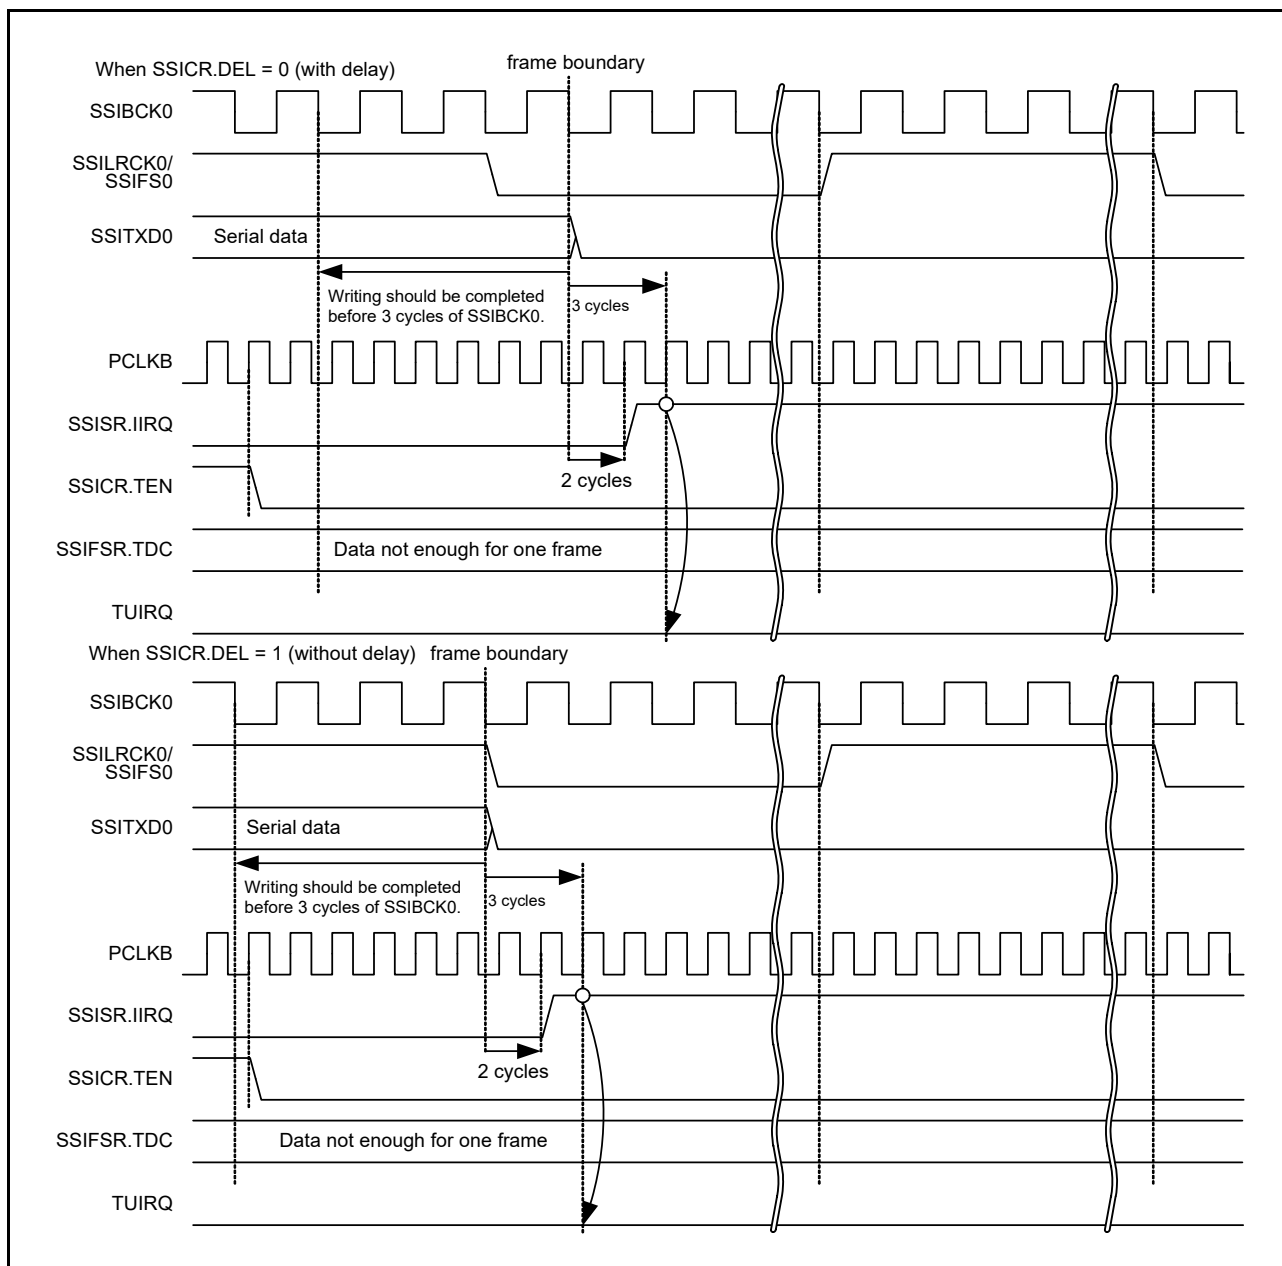 When SSICR.DEL = 0 (with delay)
frame boundary
SSIBCK0
SSILRCK0/
SSIFS0
SSITXD0
Serial data
Writing should be completed
before 3 cycles of SSIBCK0.
3 cycles
PCLKB
SSISR.IIRQ
2 cycles
SSICR.TEN
SSIFSR.TDC
Data not enough for one frame
TUIRQ
When SSICR.DEL = 1 (without delay)
frame boundary
SSIBCK0
SSILRCK0/
SSIFS0
SSITXD0
Serial data
Writing should be completed
before 3 cycles of SSIBCK0.
3 cycles
PCLKB
SSISR.IIRQ
2 cycles
SSICR.TEN
SSIFSR.TDC
Data not enough for one frame
TUIRQ